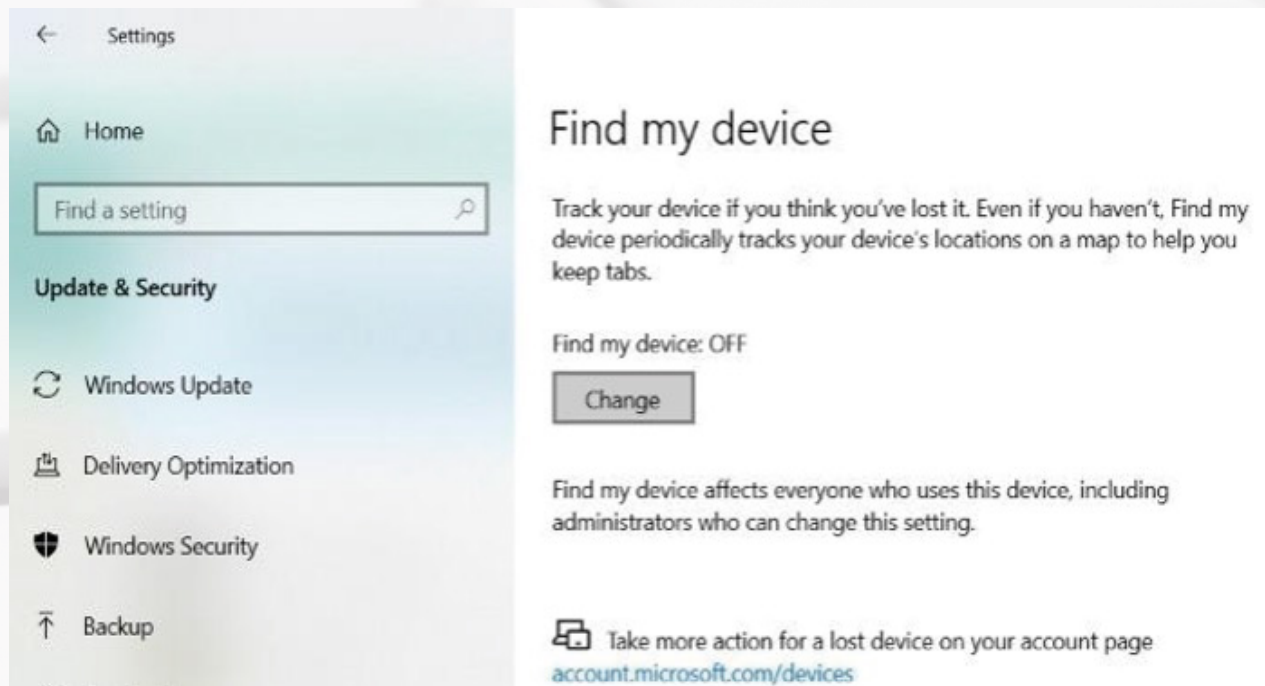 Settings
Home
Find a setting
Update & Security
Windows Update
Delivery Optimization
Windows Security
Backup
Find my device
Track your device if you think you've lost it. Even if you haven't, Find my
device periodically tracks your device's locations on a map to help you
keep tabs.
Find my device: OFF
Change
Find my device affects everyone who uses this device, including
administrators who can change this setting.
Take more action for a lost device on your account page
account.microsoft.com/devices